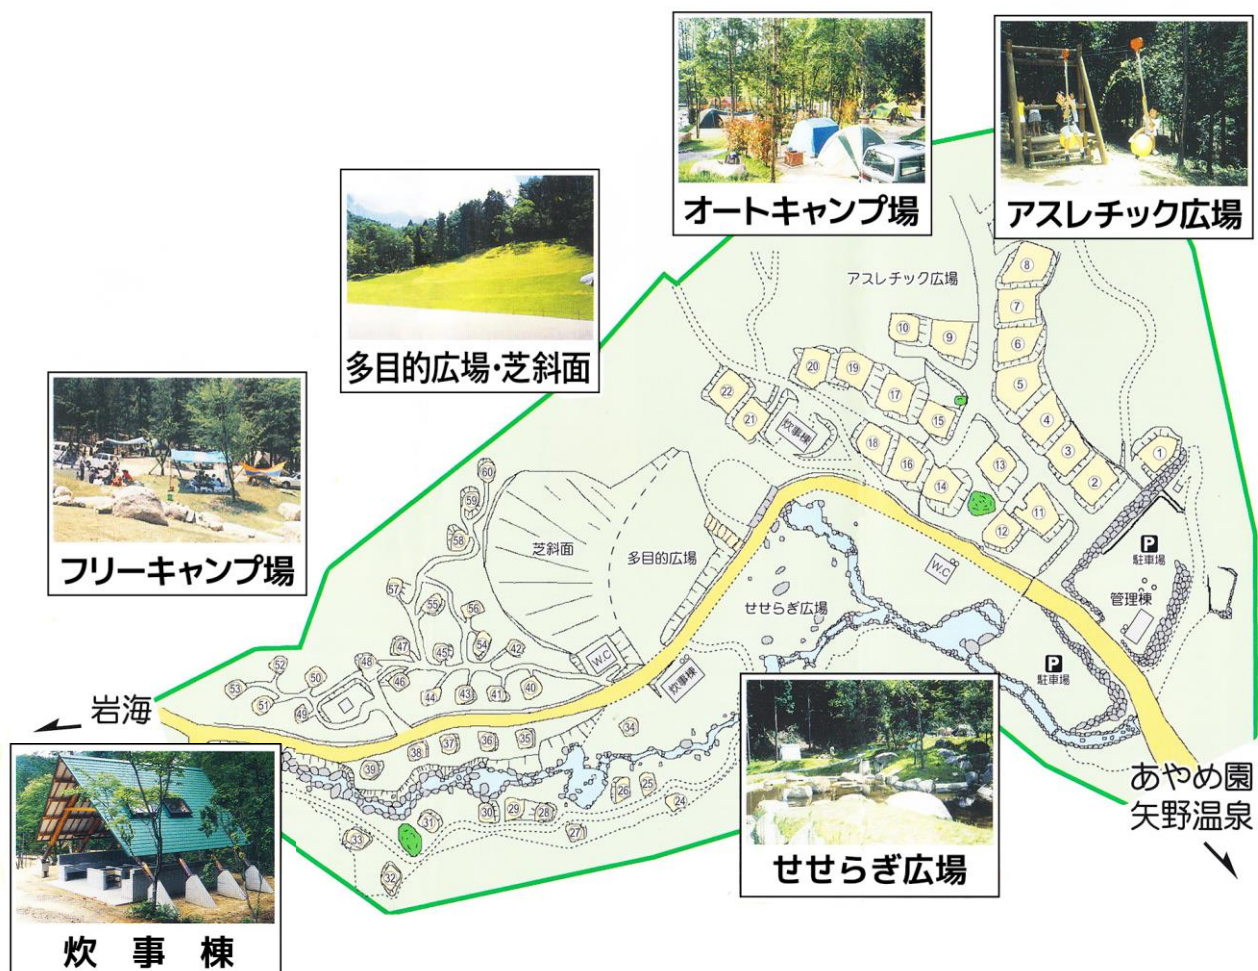 オートキャンプ場
アスレチック広場
多目的広場・芝斜面
フリーキャンプ場
アスレチック広場
⑧
⑦
⑩
⑨
⑥
⑳
⑲
⑤
㉒
⑰
㉑
⑮
④
炊事棟
⑱
⑯
⑬
③
①
⑭
②
⑪
⑫
60
59
58
芝斜面
多目的広場
W.C
P
駐車場
管理棟
せせらぎ広場
57
55
56
47
45
54
42
W.C
炊事棟
P
駐車場
52
50
48
53
51
49
46
44
43
41
40
岩海
38
37
36
35
34
39
26
25
24
33
31
30
29
28
27
32
あやめ園
矢野温泉
せせらぎ広場
炊事棟